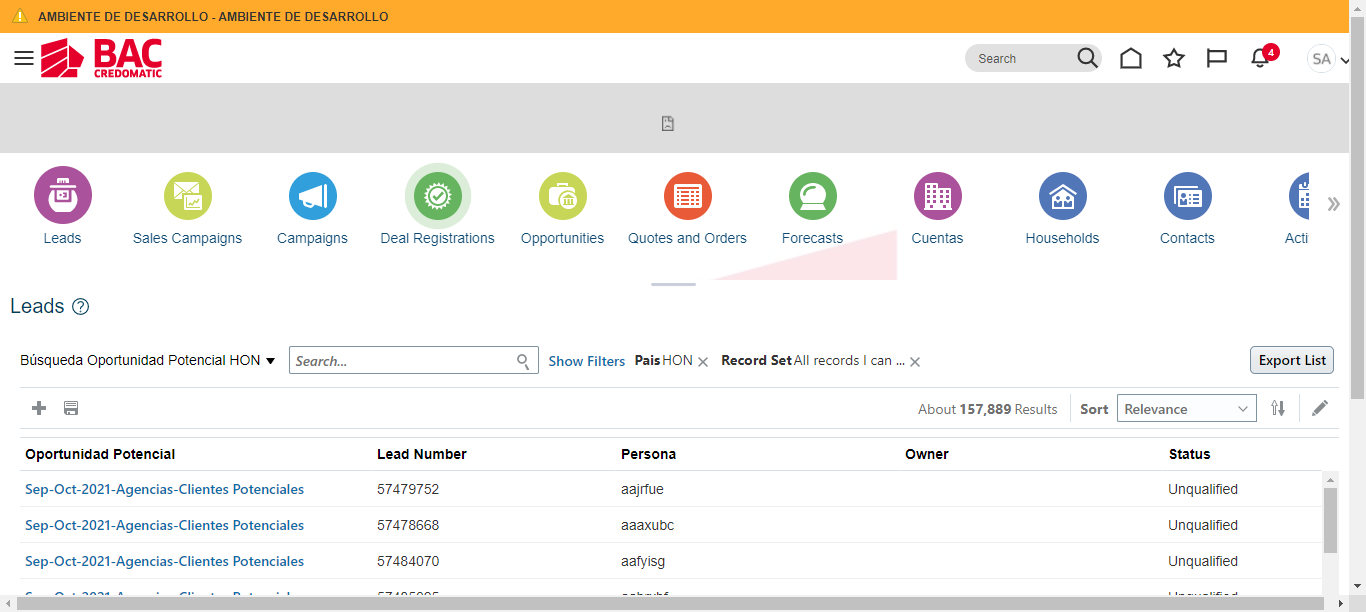 AMBIENTE DE DESARROLLO - AMBIENTE DE DESARROLLO
BAC
CREDOMATIC
Search
4
SA
Leads
Sales Campaigns
Campaigns
Deal Registrations
Opportunities
Quotes and Orders
Forecasts
Cuentas
Households
Contacts
Acti
Leads
Búsqueda Oportunidad Potencial HON
Search...
Show Filters
Pais HON
Record Set All records I can ...
Export List
About 157,889 Results
Sort
Relevance
Oportunidad Potencial Lead Number Persona Owner Status
Sep-Oct-2021-Agencias-Clientes Potenciales 57479752 aajrfue Unqualified
Sep-Oct-2021-Agencias-Clientes Potenciales 57478668 aaaxubc Unqualified
Sep-Oct-2021-Agencias-Clientes Potenciales 57484070 aafyisg Unqualified